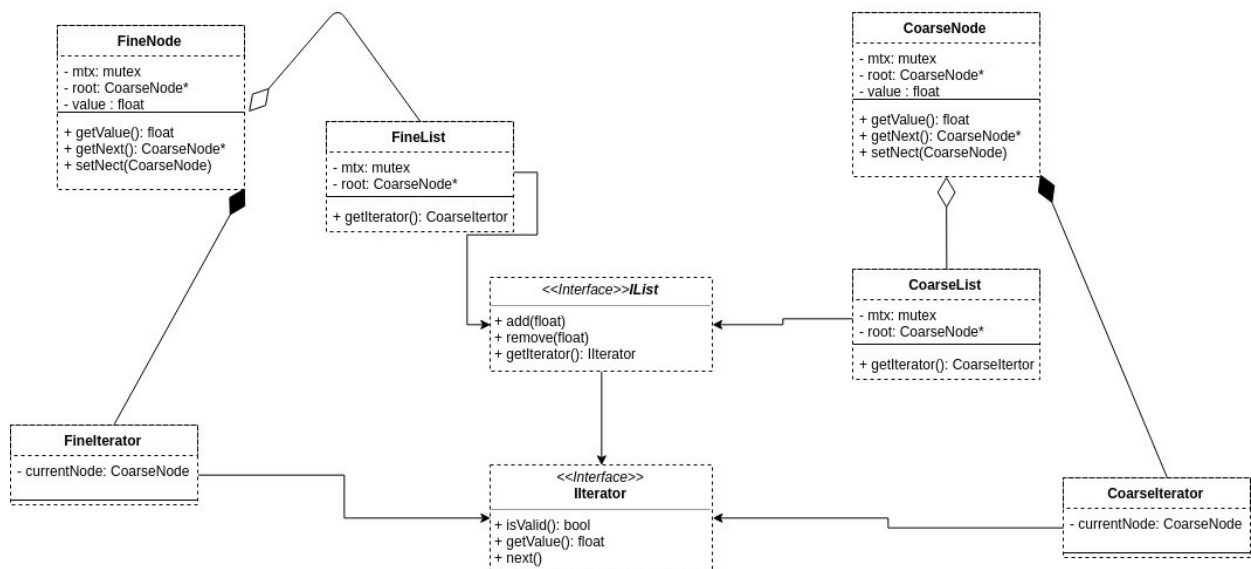 FineNode
- mtx: mutex
- root: CoarseNode*
- value : float
+ getValue(): float
+ getNext(): CoarseNode*
+ setNect(CoarseNode)
FineList
- mtx: mutex
- root: CoarseNode*
+ getIterator(): CoarseItertor
CoarseNode
- mtx: mutex
- root: CoarseNode*
- value : float
+ getValue(): float
+ getNext(): CoarseNode*
+ setNect(CoarseNode)
<<Interface>>IList
+ add(float)
+ remove(float)
+ getIterator(): IIterator
CoarseList
- mtx: mutex
- root: CoarseNode*
+ getIterator(): CoarseItertor
FineIterator
- currentNode: CoarseNode
<<Interface>>
IIterator
+ isValid(): bool
+ getValue(): float
+ next()
CoarseIterator
- currentNode: CoarseNode